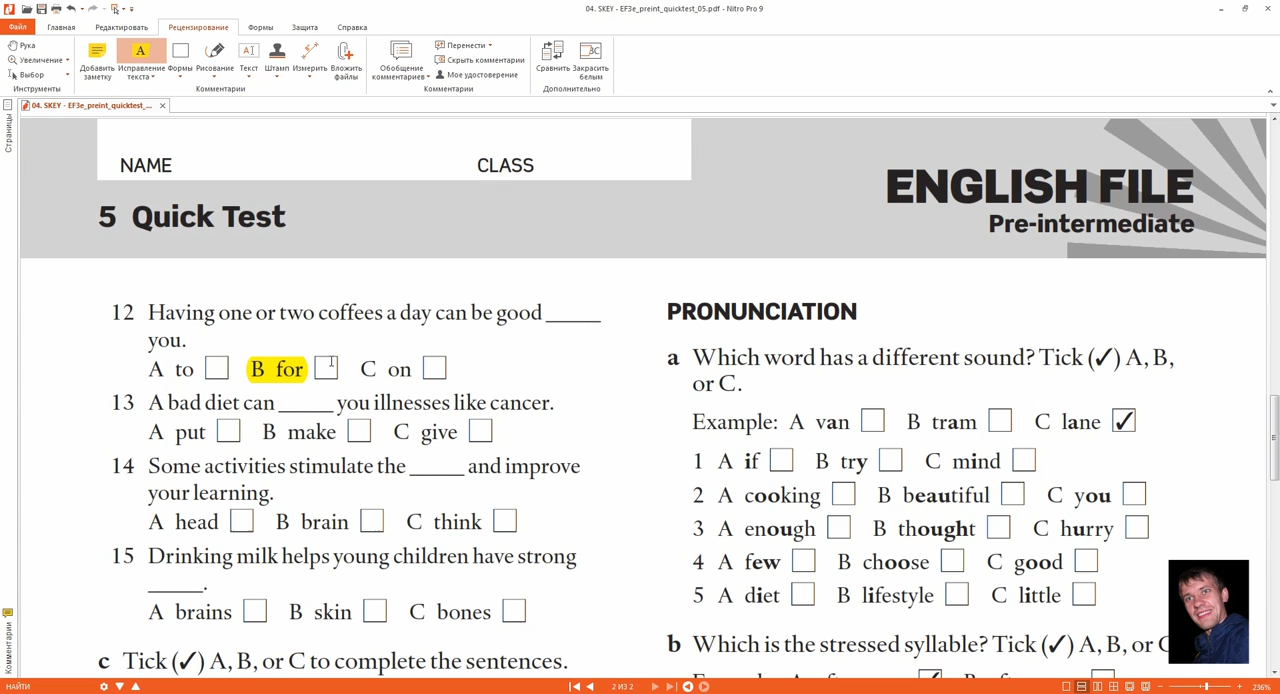 04. SKEY - EF3e_preint_quicktest_05.pdf - Nitro Pro 9
Файл Главная Редактировать Рецензирование Формы Защита Справка
Рука
Увеличение
Выбор
Инструменты
Добавить заметку
Исправление текста
Формы
Рисование
Текст
Штамп
Измерить
Вложить файлы
Комментарии
Обобщение комментариев
Перенести
Скрыть комментарии
Мое удостоверение
Комментарии
Сравнить
Закрасить белым
Дополнительно
04. SKEY - EF3e_preint_quicktest_...
Страницы
NAME CLASS
5 Quick Test
ENGLISH FILE
Pre-intermediate
12 Having one or two coffees a day can be good _____
you.
A to B for C on
13 A bad diet can _____ you illnesses like cancer.
A put B make C give
14 Some activities stimulate the _____ and improve
your learning.
A head B brain C think
15 Drinking milk helps young children have strong
_____.
A brains B skin C bones
c Tick (✓) A, B, or C to complete the sentences.
PRONUNCIATION
a Which word has a different sound? Tick (✓) A, B,
or C.
Example: A van B tram C lane ✓
1 A if B try C mind
2 A cooking B beautiful C you
3 A enough B thought C hurry
4 A few B choose C good
5 A diet B lifestyle C little
b Which is the stressed syllable? Tick (✓) A, B, or C
Комментарии
НАЙТИ
2 ИЗ 2
236%